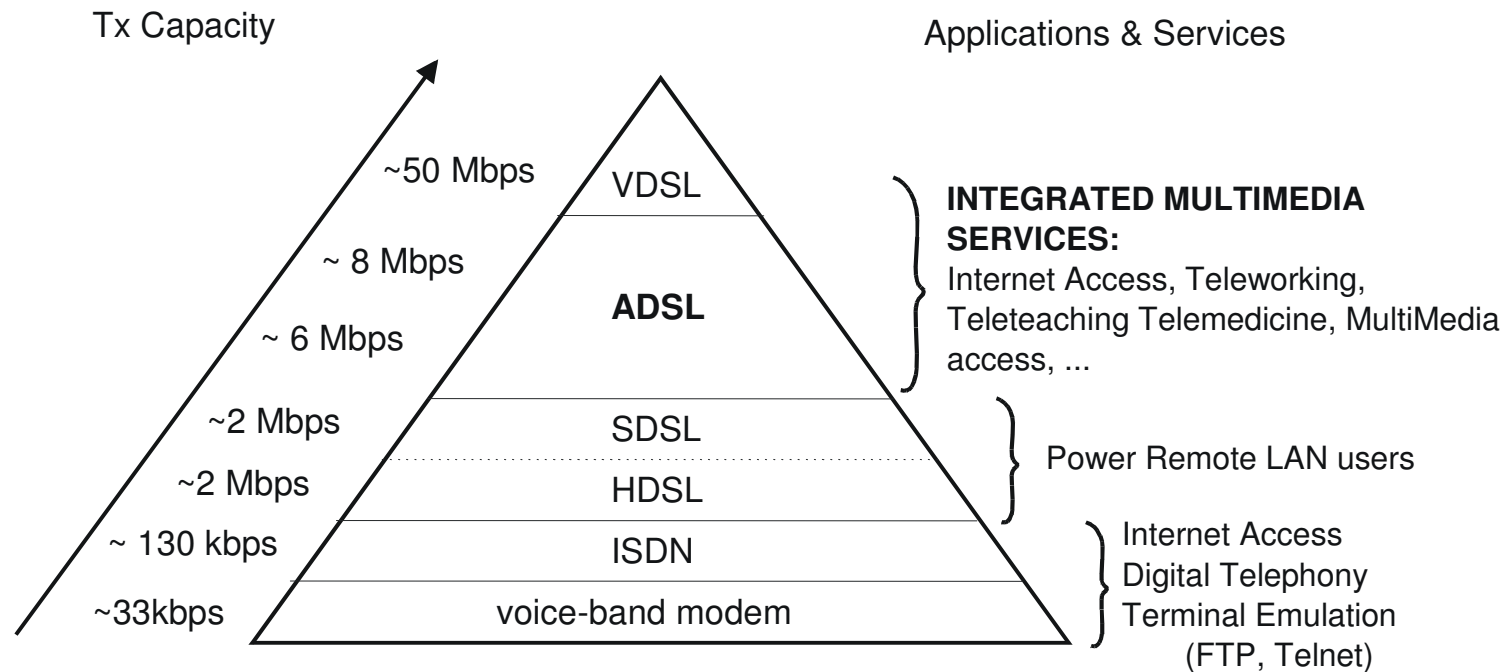 Tx Capacity
Applications & Services
~50 Mbps
VDSL
INTEGRATED MULTIMEDIA
SERVICES:
Internet Access, Teleworking,
Teleteaching Telemedicine, MultiMedia
access, ...
~ 8 Mbps
ADSL
~ 6 Mbps
~2 Mbps
SDSL
Power Remote LAN users
~2 Mbps
HDSL
~ 130 kbps
ISDN
Internet Access
Digital Telephony
Terminal Emulation
(FTP, Telnet)
~33kbps
voice-band modem